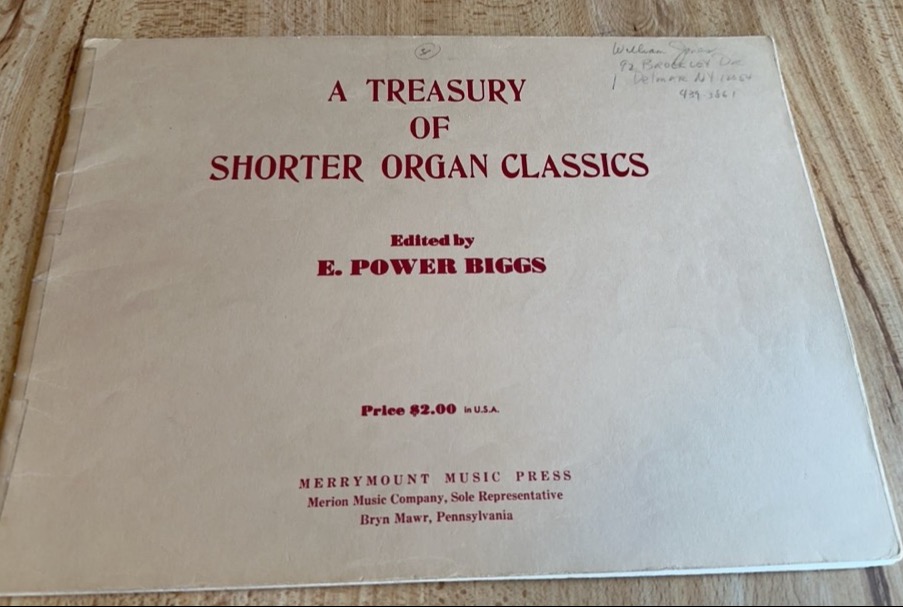 William
A TREASURY
OF
SHORTER ORGAN CLASSICS
Edited by
E. POWER BIGGS
Price $2.00 in U.S.A.
MERRYMOUNT MUSIC PRESS
Merion Music Company, Sole Representative
Bryn Mawr, Pennsylvania